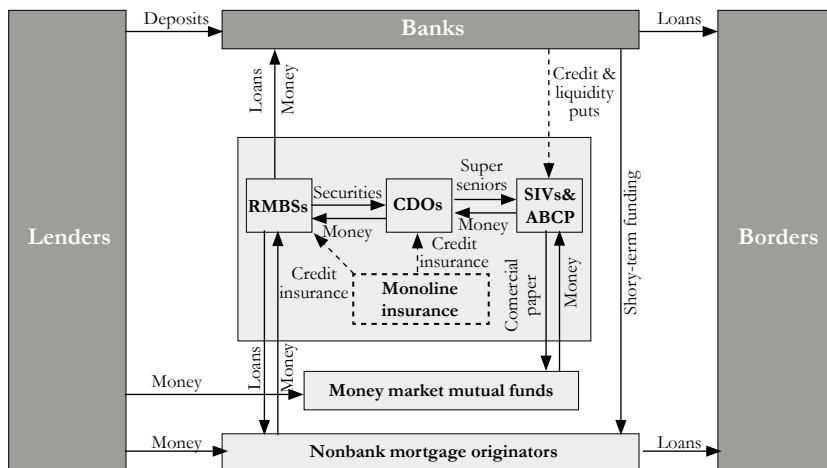 Deposits
Banks
Loans
Loans
Money
Credit &
liquidity
puts
Super
seniors
RMBSs
Securities
CDOs
SIVs&
ABCP
Money
Money
Lenders
Borders
Shory-term funding
Credit
insurance
Credit
insurance
Monoline
insurance
Comercial
paper
Money
Loans
Money
Money
Money market mutual funds
Money
Nonbank mortgage originators
Loans